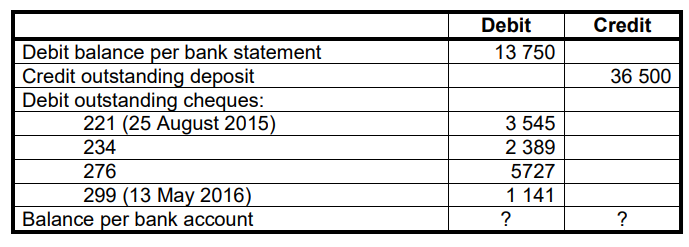 Debit Credit
Debit balance per bank statement 13 750
Credit outstanding deposit 36 500
Debit outstanding cheques:
221 (25 August 2015) 3 545
234 2 389
276 5727
299 (13 May 2016) 1 141
Balance per bank account ? ?